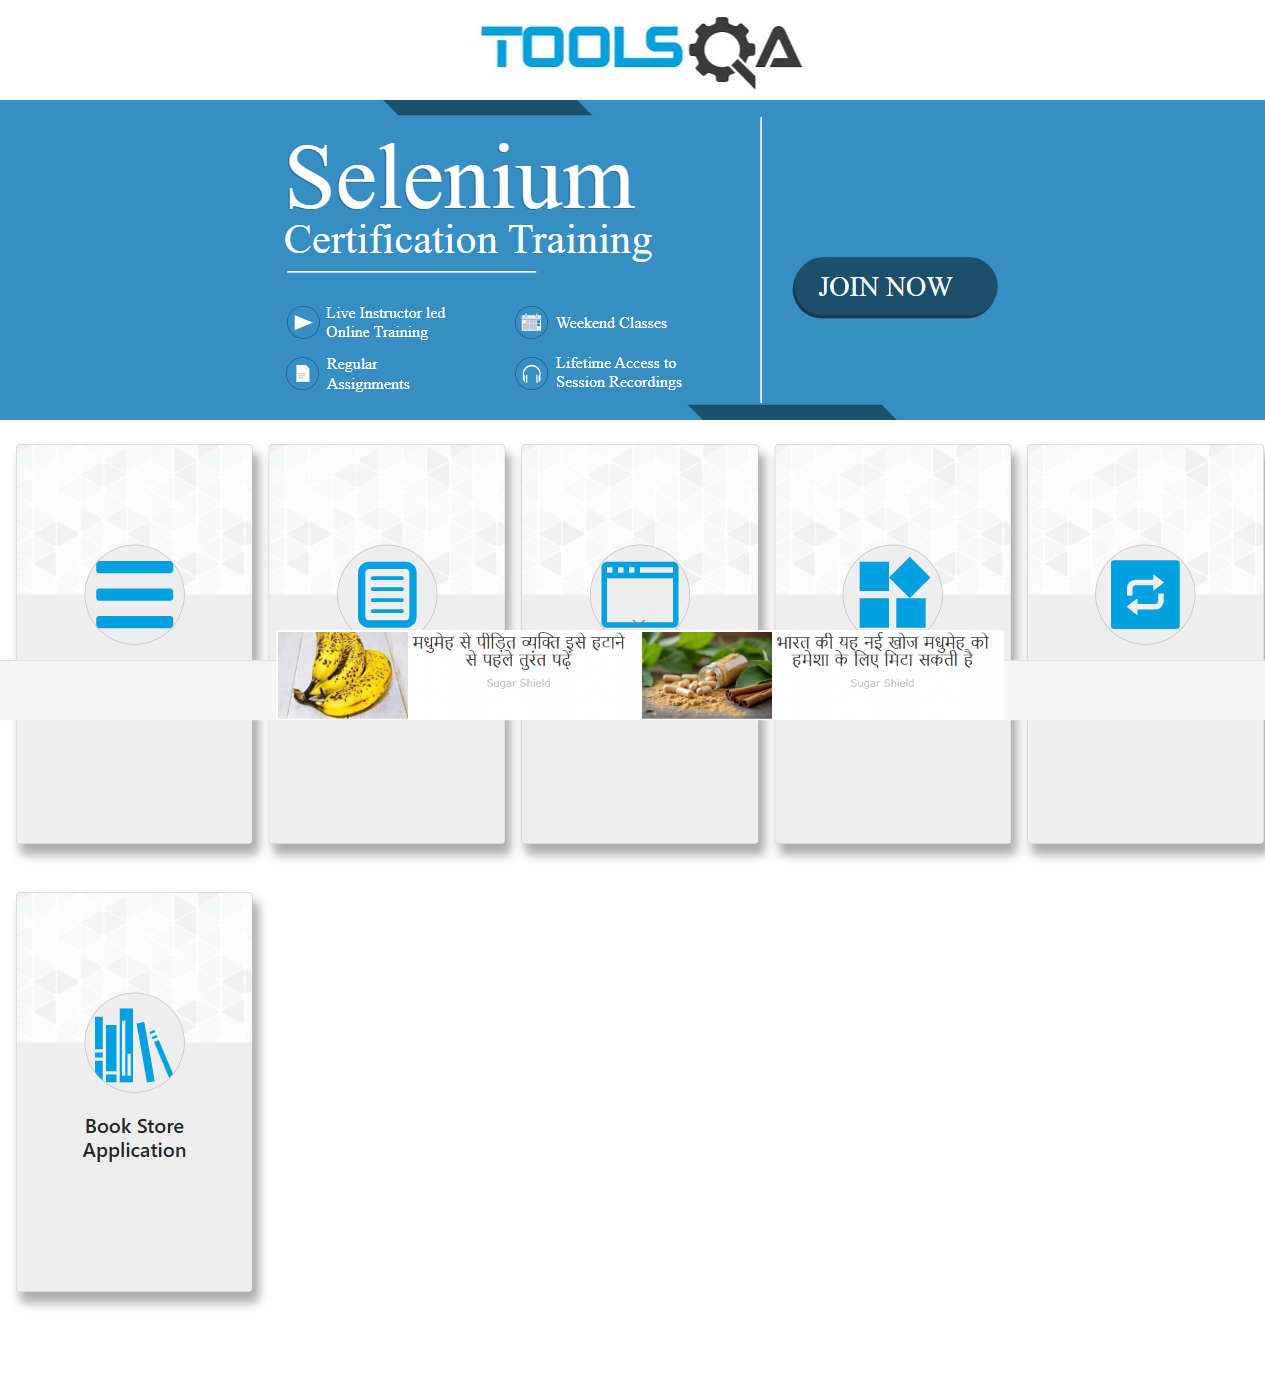 TOOLSQA
Selenium
Certification Training
JOIN NOW
Live Instructor led
Online Training
Weekend Classes
Regular
Assignments
Lifetime Access to
Session Recordings
मधुमेह से पीड़ित व्यक्ति इसे हटाने
से पहले तुरंत पढ़ें
Sugar Shield
भारत की यह नई खोज मधुमेह को
हमेशा के लिए मिटा सकती है
Sugar Shield
Book Store
Application